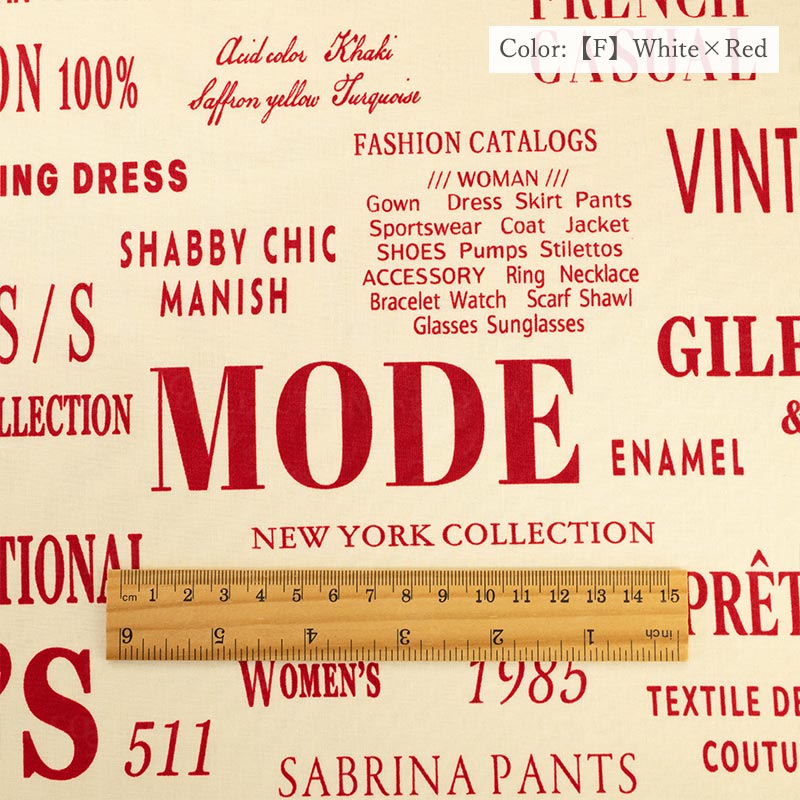 FRENCH
Color:【F】White×Red
CASUAL
ON 100%
Acid color Khaki
Saffron yellow Turquoise
FASHION CATALOGS
VINT
ING DRESS
/// WOMAN ///
Gown Dress Skirt Pants
Sportswear Coat Jacket
SHOES Pumps Stilettos
ACCESSORY Ring Necklace
Bracelet Watch Scarf Shawl
Glasses Sunglasses
SHABBY CHIC
MANISH
S/S
LLECTION
GILE
&
MODE
ENAMEL
NEW YORK COLLECTION
TIONAL
cm 1 2 3 4 5 6 7 8 9 10 11 12 13 14 15
6 5 4 3 2 1 inch
PRÊT
'S
WOMEN'S
1985
TEXTILE DE
511
COUTU
SABRINA PANTS